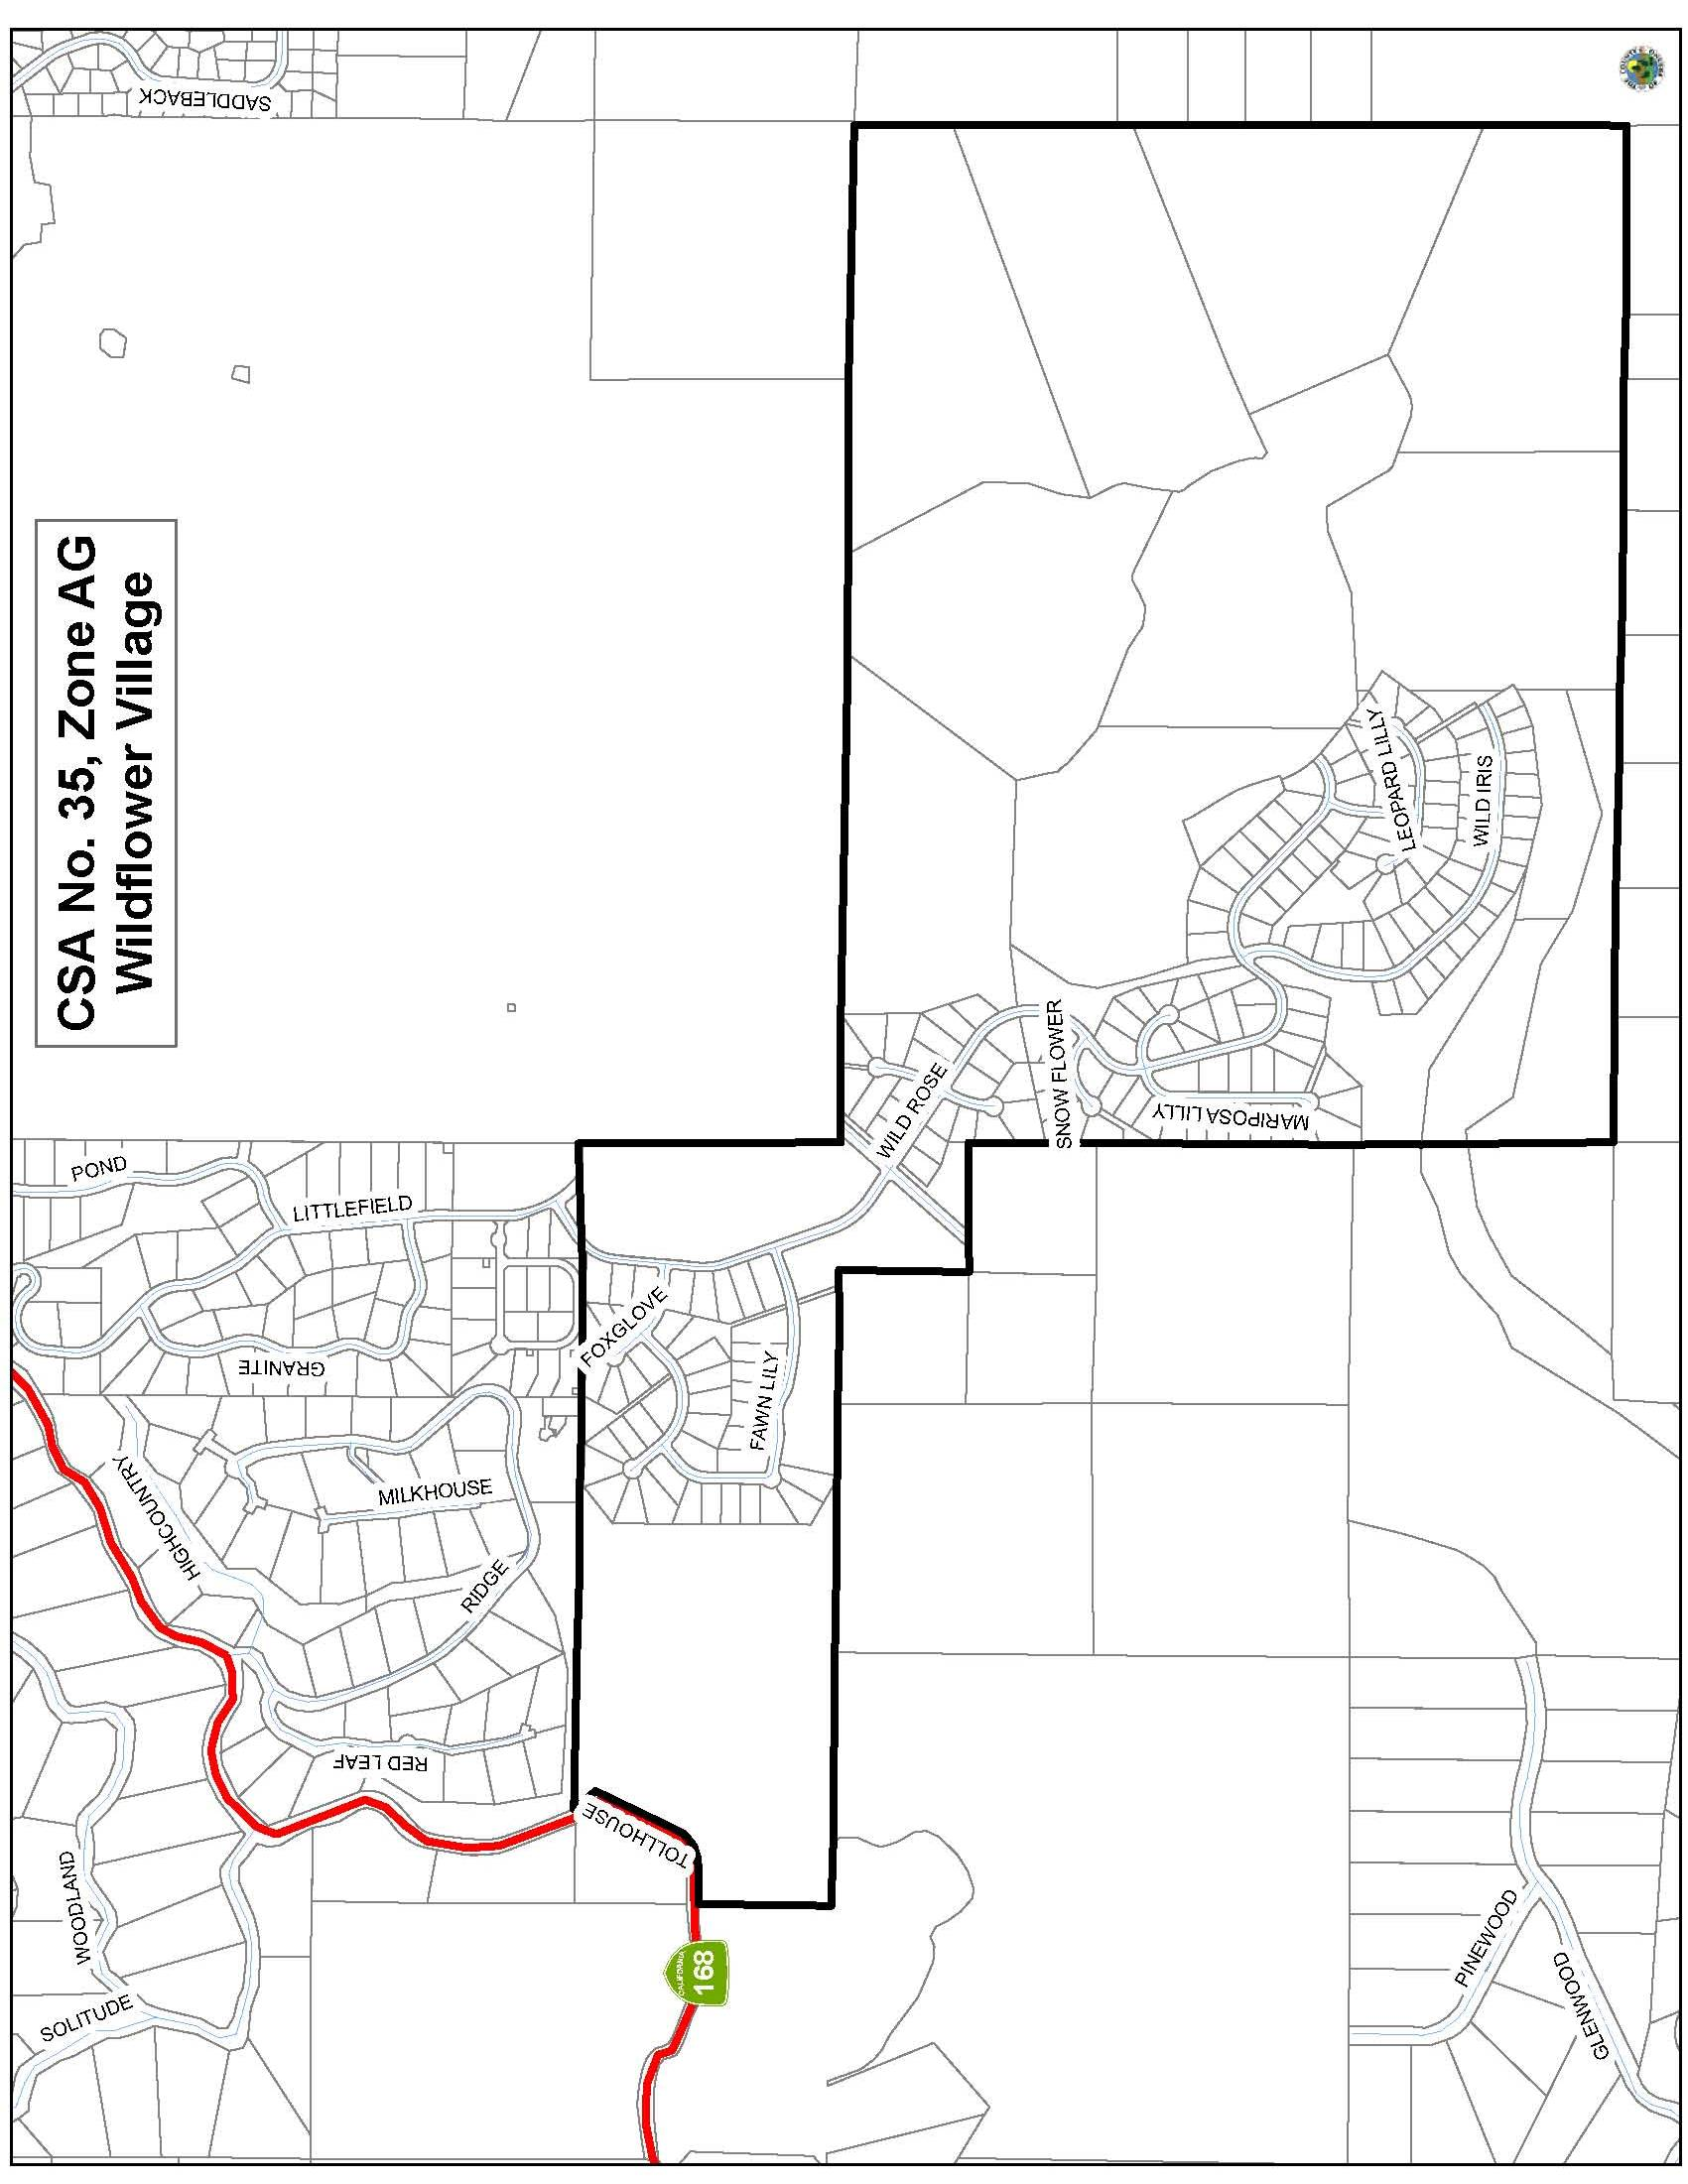 CSA No. 35, Zone AG
Wildflower Village
SADDLEBACK
POND
LITTLEFIELD
GRANITE
HIGHCOUNTRY
MILKHOUSE
RIDGE
RED LEAF
WOODLAND
SOLITUDE
TOLLHOUSE
CALIFORNIA
168
FOXGLOVE
FAWN LILY
WILD ROSE
SNOW FLOWER
MARIPOSA LILLY
LEOPARD LILLY
WILD IRIS
PINEWOOD
GLENWOOD